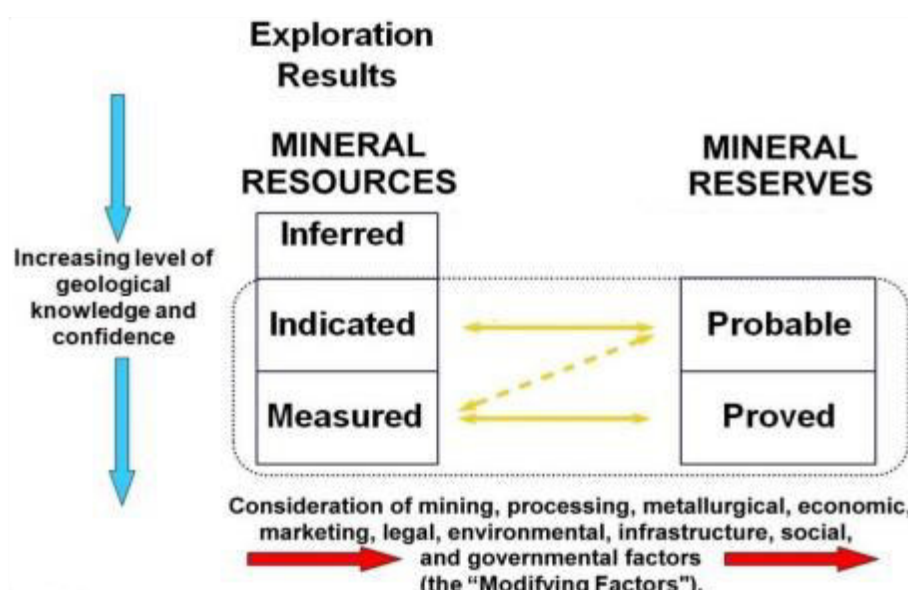 Exploration
Results
MINERAL
RESOURCES
MINERAL
RESERVES
Inferred
Increasing level of
geological
knowledge and
confidence
Indicated
Probable
Measured
Proved
Consideration of mining, processing, metallurgical, economic,
marketing, legal, environmental, infrastructure, social,
and governmental factors
(the “Modifying Factors”).